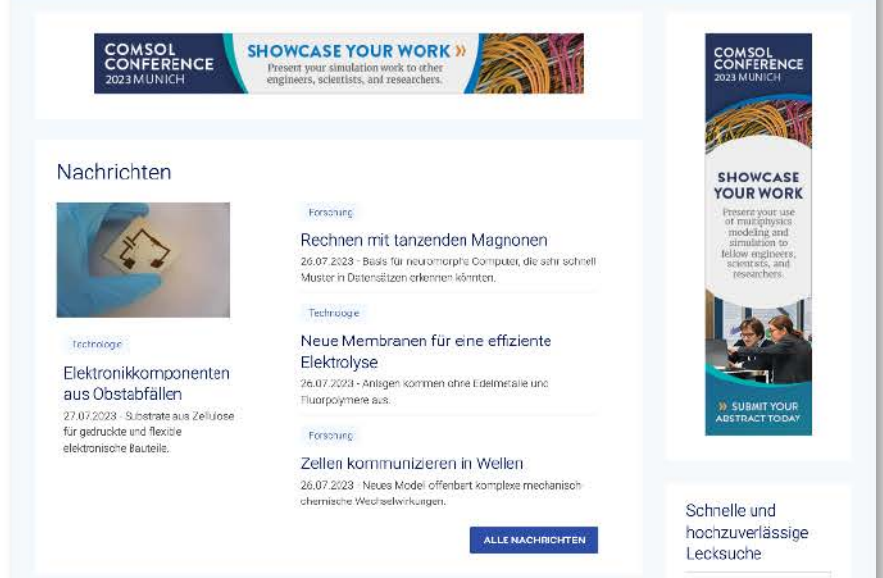 COMSOL
CONFERENCE
2023 MUNICH
SHOWCASE YOUR WORK »
Present your simulation work to other
engineers, scientists, and researchers.
Nachrichten
Technologie
Elektronikkomponenten
aus Obstabfällen
27.07.2023 - Substrate aus Zellulose
für gedruckte und flexible
elektronische Bauteile.
Forschung
Rechnen mit tanzenden Magnonen
26.07.2023 - Basis für neuromorphe Computer, die sehr schnell
Muster in Datensätzen erkennen könnten.
Technologie
Neue Membranen für eine effiziente
Elektrolyse
26.07.2023 - Anlagen kommen ohne Edelmetalle und
Fluorpolymere aus.
Forschung
Zellen kommunizieren in Wellen
26.07.2023 - Neues Modell offenbart komplexe mechanisch-
chemische Wechselwirkungen.
ALLE NACHRICHTEN
COMSOL
CONFERENCE
2023 MUNICH
SHOWCASE
YOUR WORK
Present your use
of multiphysics
modeling and
simulation to
fellow engineers,
scientists, and
researchers.
» SUBMIT YOUR
ABSTRACT TODAY
Schnelle und
hochzuverlässige
Lecksuche